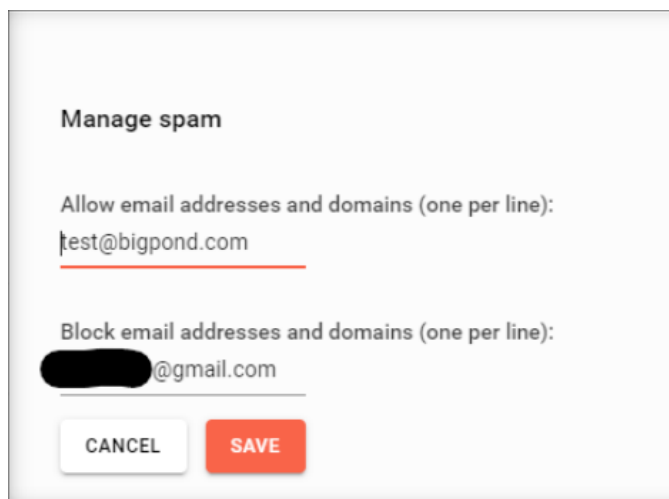 Manage spam
Allow email addresses and domains (one per line):
test@bigpond.com
Block email addresses and domains (one per line):
@gmail.com
CANCEL SAVE